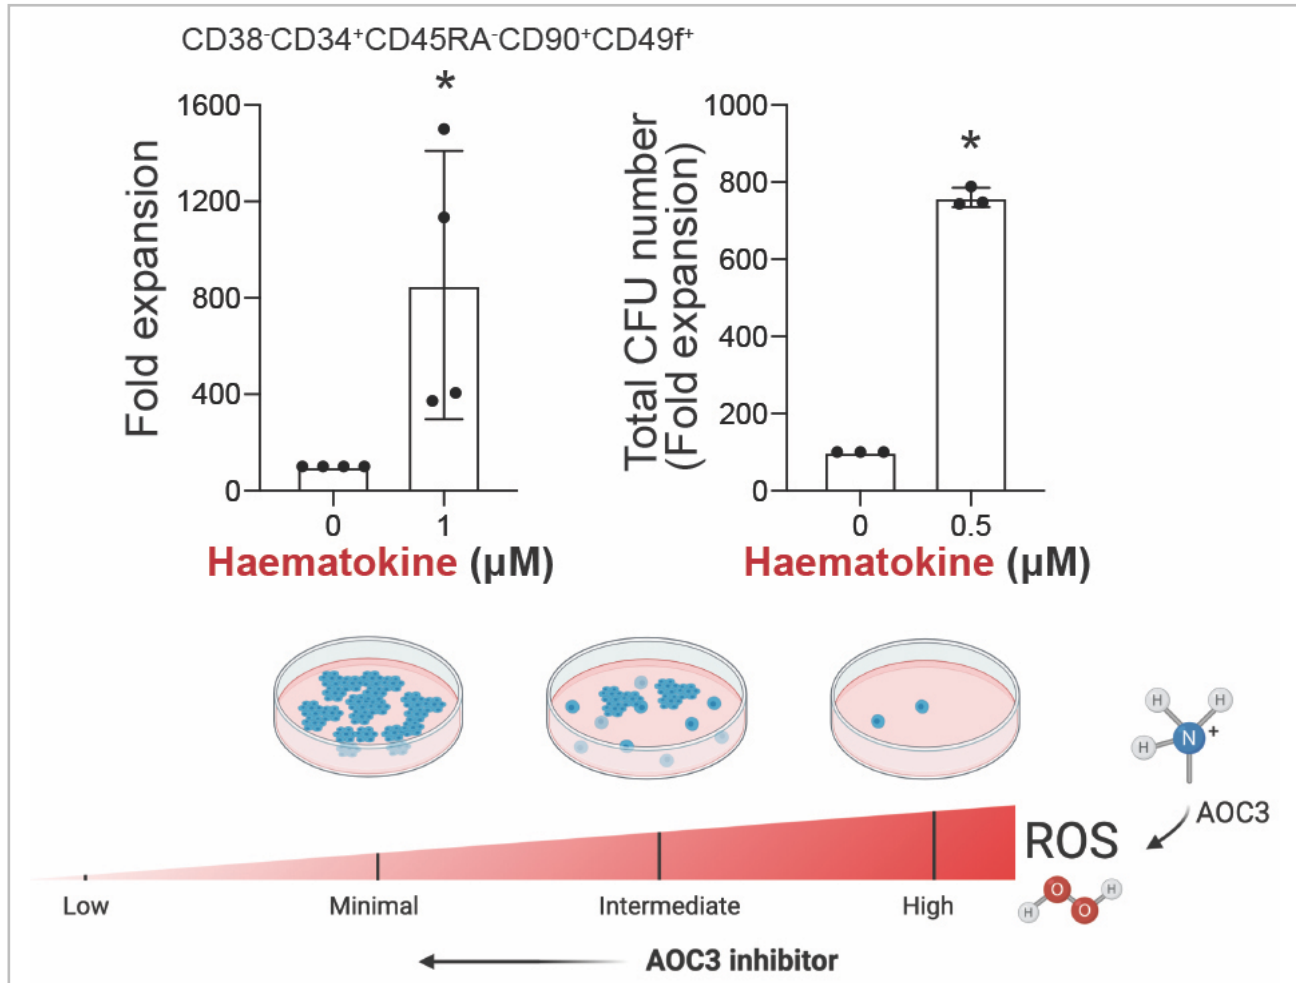 CD38⁻CD34⁺CD45RA⁻CD90⁺CD49f⁺
*
1600
1200
800
400
0
Fold expansion
0
1
Haematokine (µM)
*
1000
800
600
400
200
0
Total CFU number
(Fold expansion)
0
0.5
Haematokine (µM)
H
H
H
N
+
AOC3
ROS
H
O
O
H
Low
Minimal
Intermediate
High
AOC3 inhibitor